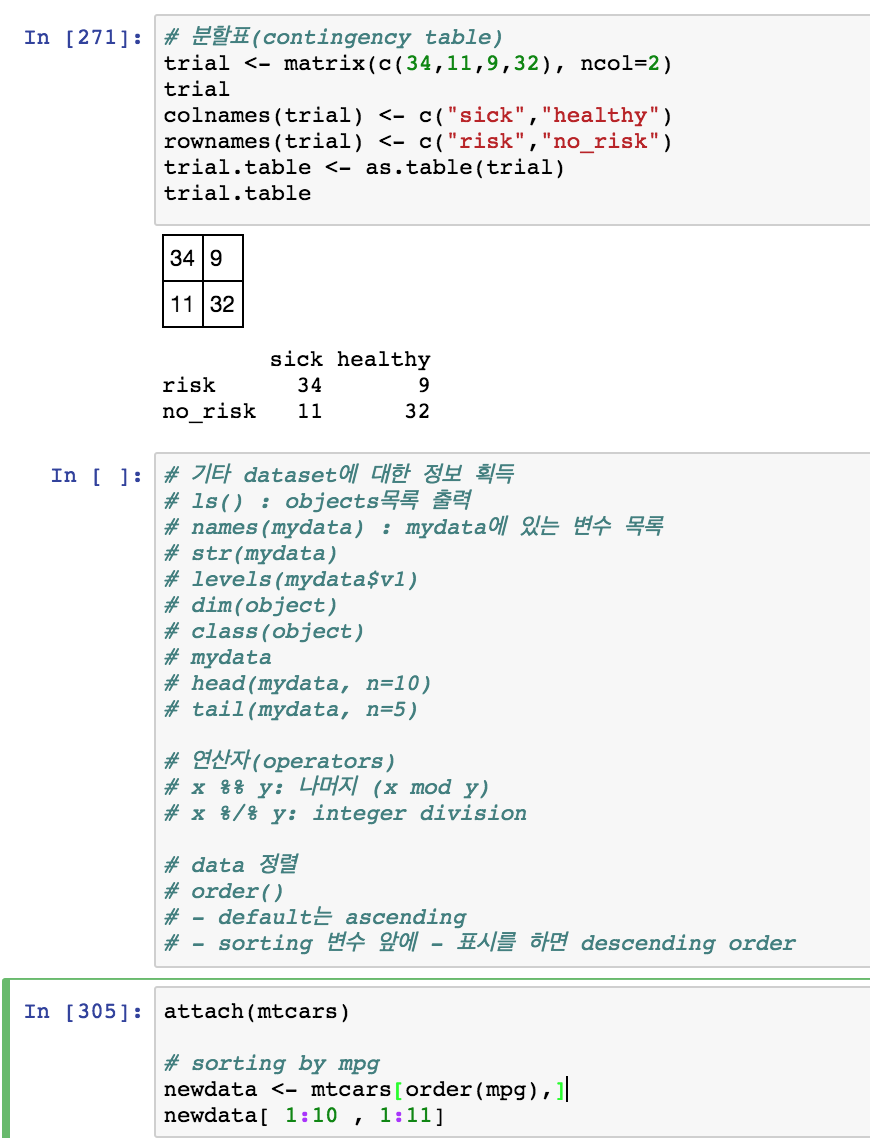 In [271]:
# 분할표(contingency table)
trial <- matrix(c(34,11,9,32), ncol=2)
trial
colnames(trial) <- c("sick","healthy")
rownames(trial) <- c("risk","no_risk")
trial.table <- as.table(trial)
trial.table
34 9
11 32
sick healthy
risk 34 9
no_risk 11 32
In [ ]:
# 기타 dataset에 대한 정보 획득
# ls() : objects목록 출력
# names(mydata) : mydata에 있는 변수 목록
# str(mydata)
# levels(mydata$v1)
# dim(object)
# class(object)
# mydata
# head(mydata, n=10)
# tail(mydata, n=5)
# 연산자(operators)
# x %% y: 나머지 (x mod y)
# x %/% y: integer division
# data 정렬
# order()
# - default는 ascending
# - sorting 변수 앞에 - 표시를 하면 descending order
In [305]:
attach(mtcars)
# sorting by mpg
newdata <- mtcars[order(mpg),]
newdata[ 1:10 , 1:11]